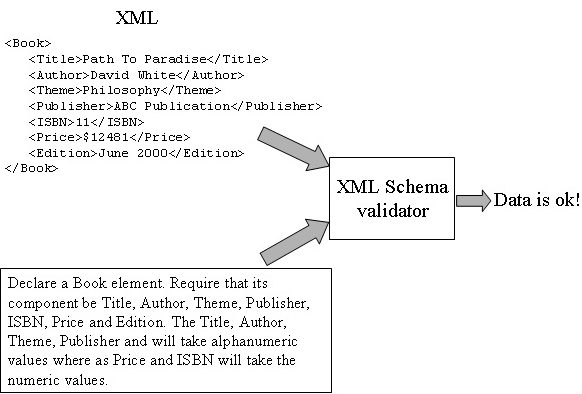 XML
<Book>
<Title>Path To Paradise</Title>
<Author>David White</Author>
<Theme>Philosophy</Theme>
<Publisher>ABC Publication</Publisher>
<ISBN>11</ISBN>
<Price>$12481</Price>
<Edition>June 2000</Edition>
</Book>
XML Schema
validator
Data is ok!
Declare a Book element. Require that its
component be Title, Author, Theme, Publisher,
ISBN, Price and Edition. The Title, Author,
Theme, Publisher and will take alphanumeric
values where as Price and ISBN will take the
numeric values.